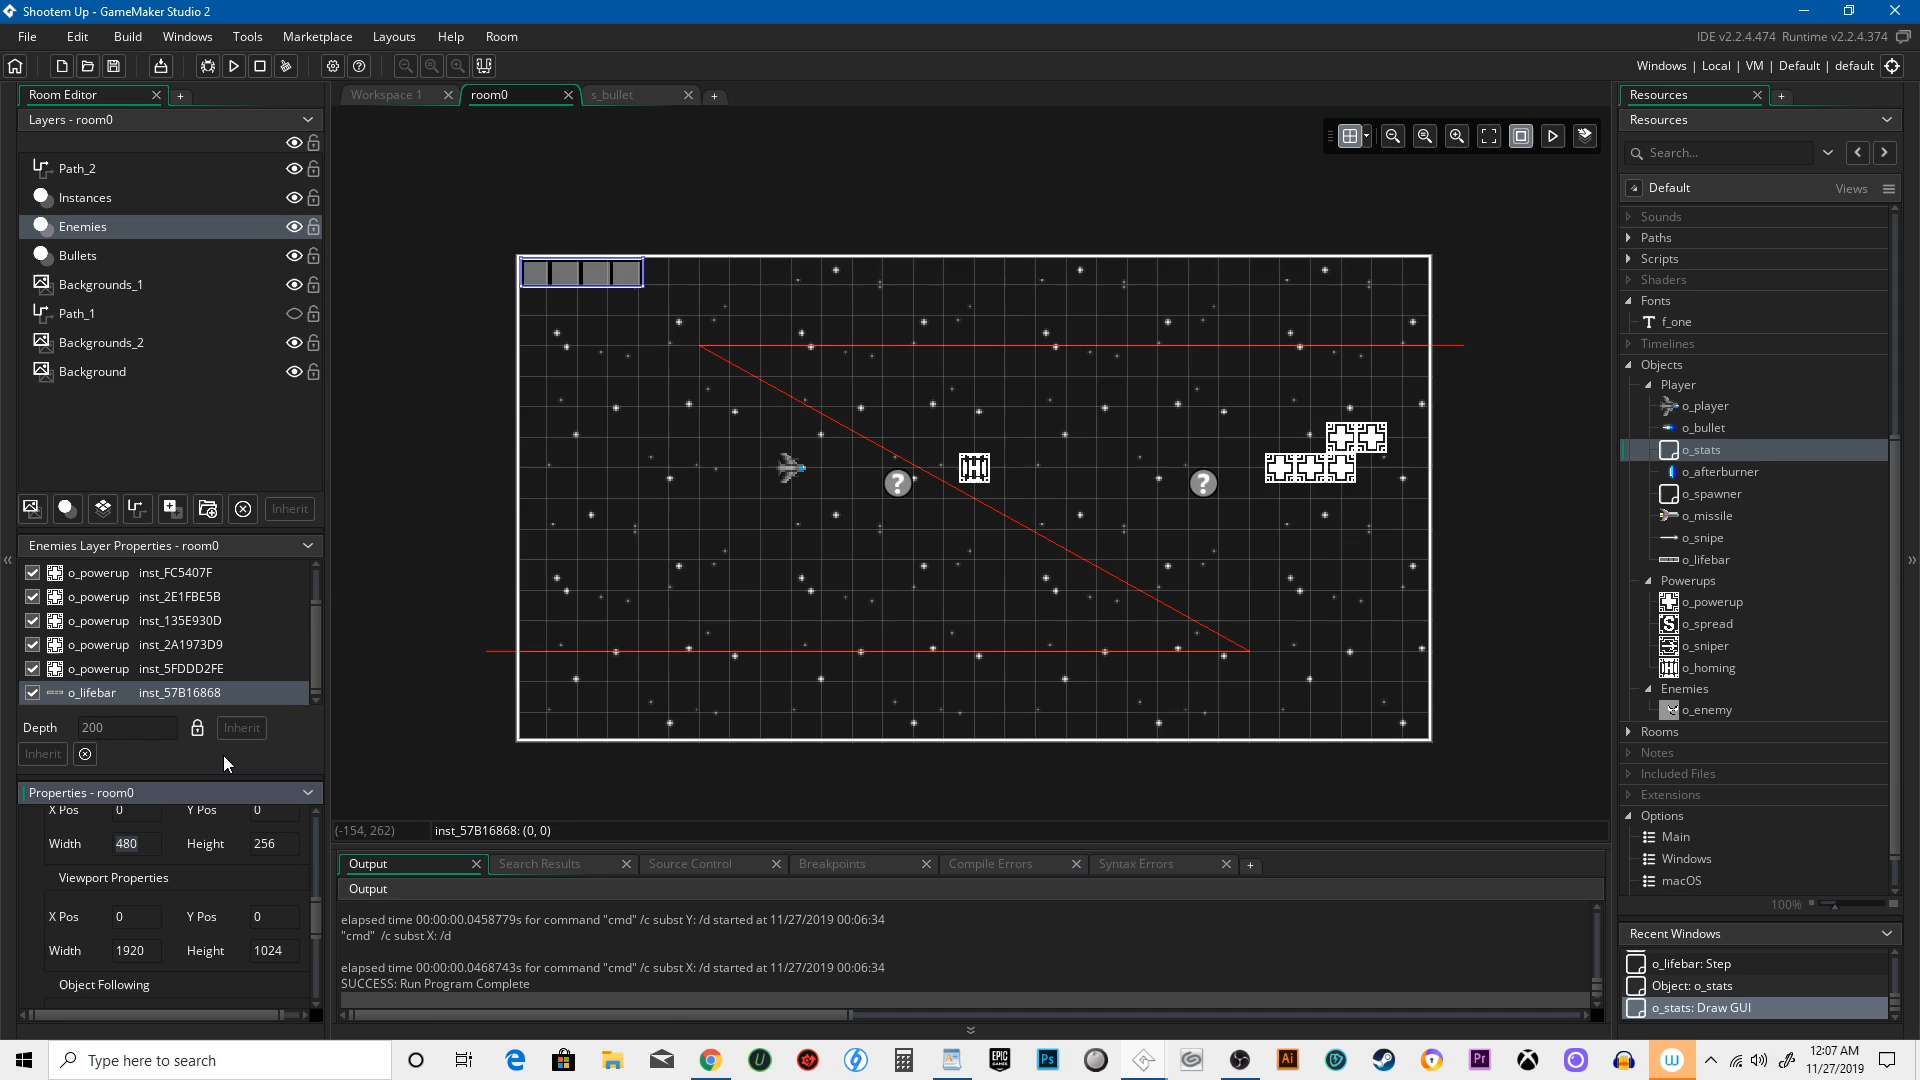 Shootem Up - GameMaker Studio 2
File Edit Build Windows Tools Marketplace Layouts Help Room
IDE v2.2.4.474 Runtime v2.2.4.374
Windows | Local | VM | Default | default
Room Editor
Workspace 1
room0
s_bullet
Resources
Layers - room0
Resources
Search...
Default
Views
Path_2
Instances
Enemies
Bullets
Backgrounds_1
Path_1
Backgrounds_2
Background
Inherit
Enemies Layer Properties - room0
o_powerup inst_FC5407F
o_powerup inst_2E1FBE5B
o_powerup inst_135E930D
o_powerup inst_2A1973D9
o_powerup inst_5FDDD2FE
o_lifebar inst_57B16868
Depth 200 Inherit
Inherit
Properties - room0
X Pos 0 Y Pos 0
Width 480 Height 256
Viewport Properties
X Pos 0 Y Pos 0
Width 1920 Height 1024
Object Following
? ?
(-154, 262) inst_57B16868: (0, 0)
Output
Search Results
Source Control
Breakpoints
Compile Errors
Syntax Errors
Output
elapsed time 00:00:00.0458779s for command "cmd" /c subst Y: /d started at 11/27/2019 00:06:34
"cmd" /c subst X: /d
elapsed time 00:00:00.0468743s for command "cmd" /c subst X: /d started at 11/27/2019 00:06:34
SUCCESS: Run Program Complete
Sounds
Paths
Scripts
Shaders
Fonts
T f_one
Timelines
Objects
Player
o_player
o_bullet
o_stats
o_afterburner
o_spawner
o_missile
o_snipe
o_lifebar
Powerups
o_powerup
S o_spread
o_sniper
H o_homing
Enemies
o_enemy
Rooms
Notes
Included Files
Extensions
Options
Main
Windows
macOS
100%
Recent Windows
o_lifebar: Step
Object: o_stats
o_stats: Draw GUI
Type here to search
EPIC GAMES
Ps
Ai
Pr
W
12:07 AM
11/27/2019